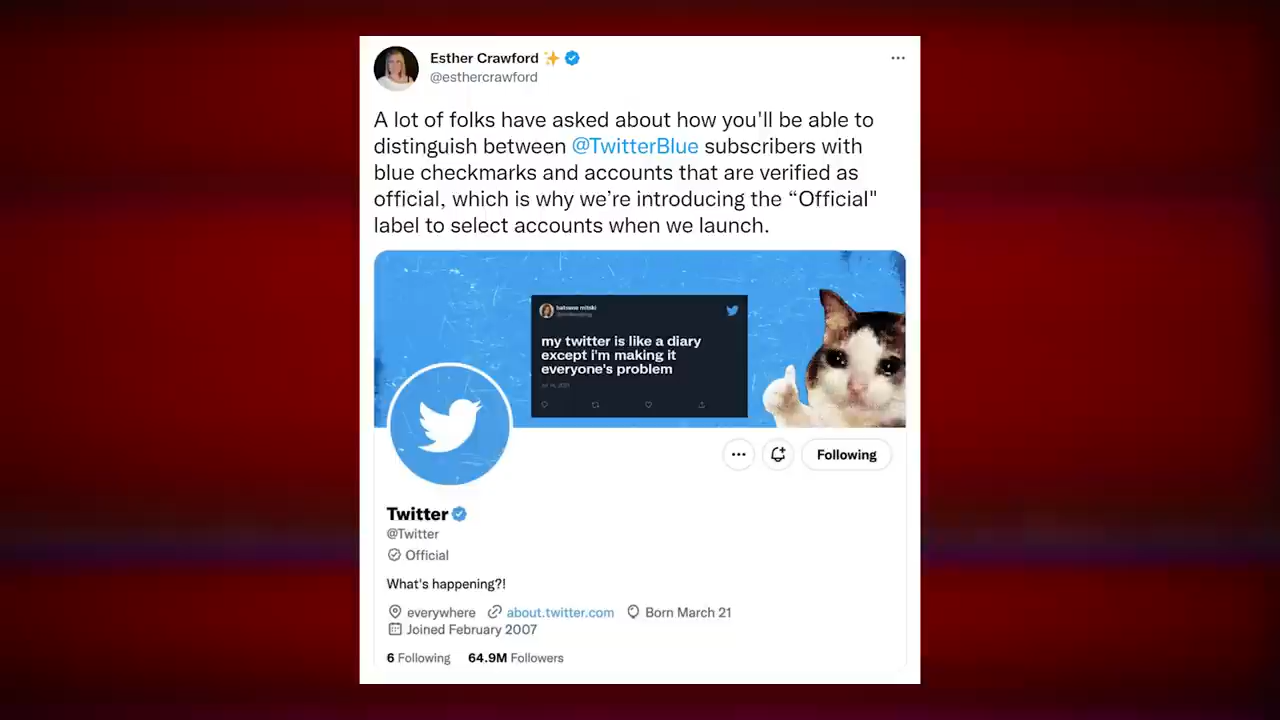 Esther Crawford ✨
@esthercrawford
A lot of folks have asked about how you'll be able to
distinguish between @TwitterBlue subscribers with
blue checkmarks and accounts that are verified as
official, which is why we’re introducing the “Official"
label to select accounts when we launch.
my twitter is like a diary
except i'm making it
everyone's problem
Following
Twitter
@Twitter
Official
What's happening?!
everywhere about.twitter.com Born March 21
Joined February 2007
6 Following 64.9M Followers